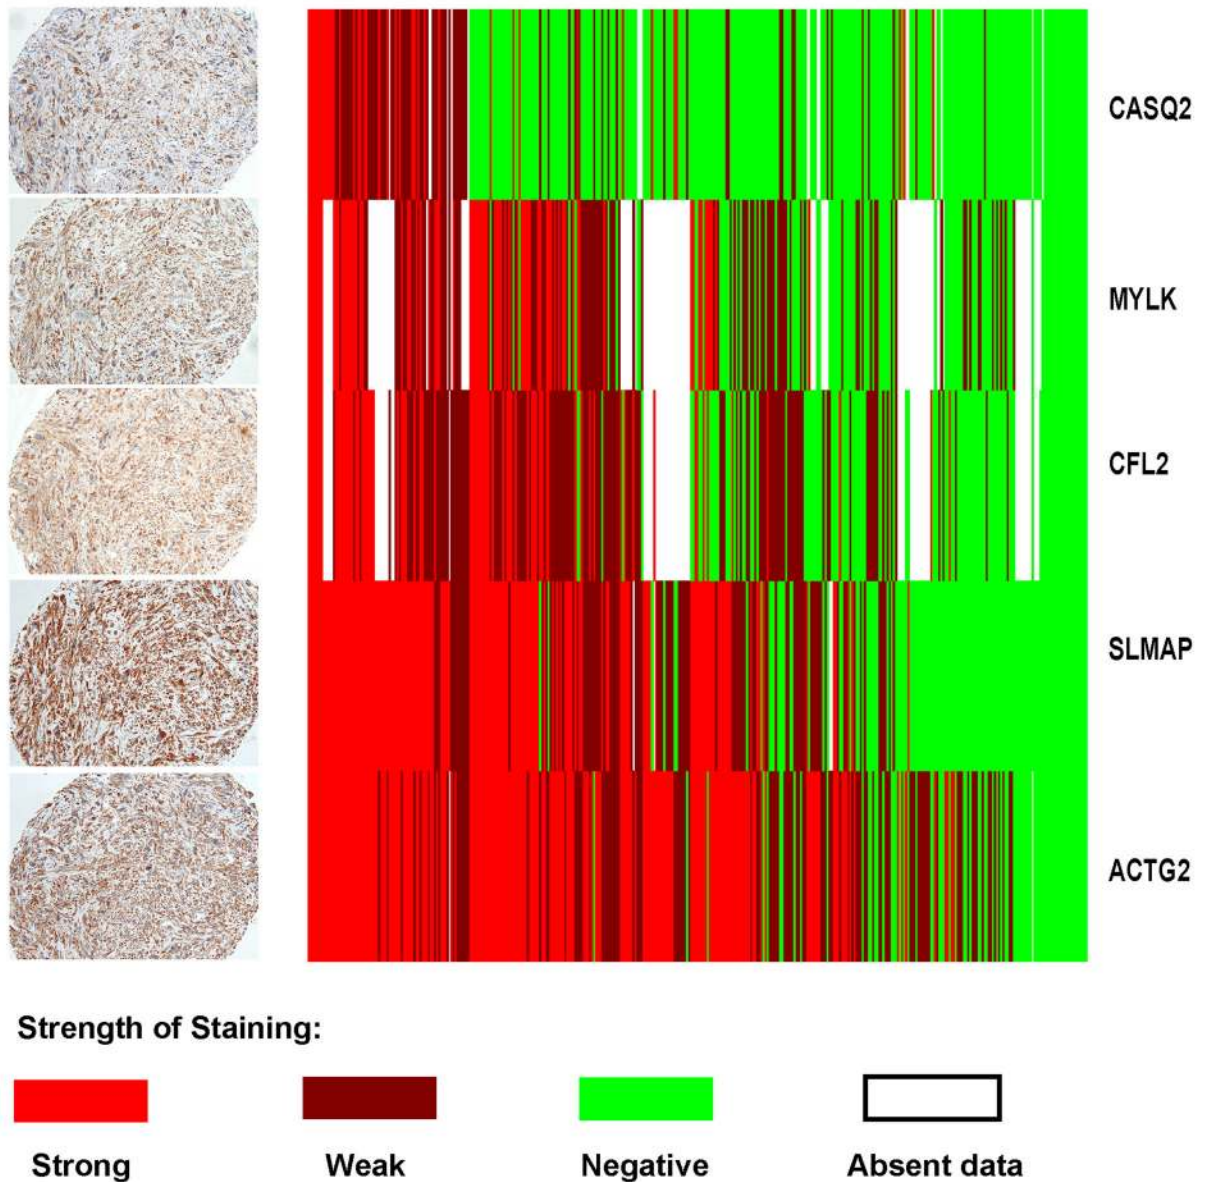 CASQ2
MYLK
CFL2
SLMAP
ACTG2
Strength of Staining:
Strong Weak Negative Absent data